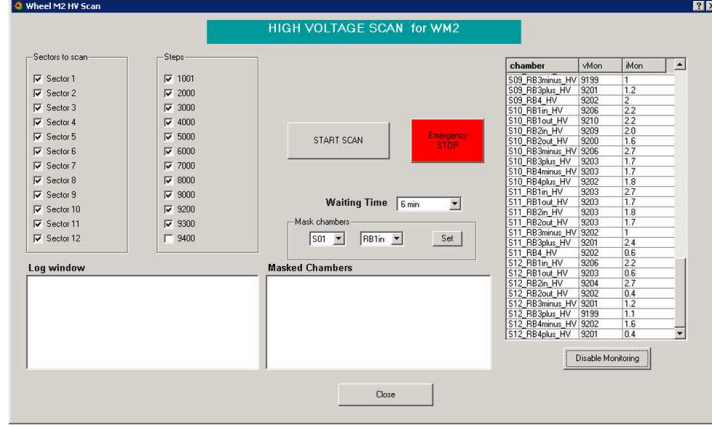 Wheel M2 HV Scan
HIGH VOLTAGE SCAN for WM2
Sectors to scan
Sector 1
Sector 2
Sector 3
Sector 4
Sector 5
Sector 6
Sector 7
Sector 8
Sector 9
Sector 10
Sector 11
Sector 12
Steps
1001
2000
3000
4000
5000
6000
7000
8000
9000
9200
9300
9400
START SCAN
Emergency
STOP
Waiting Time 6 min
Mask chambers
S01 RB1in Set
Log window
Masked Chambers
Close
chamber vMon iMon
S09_RB3minus_HV 9199 1
S09_RB3plus_HV 9201 1.2
S09_RB4_HV 9202 2
S10_RB1in_HV 9206 2.2
S10_RB1out_HV 9210 2.2
S10_RB2in_HV 9209 2.0
S10_RB2out_HV 9200 1.6
S10_RB3minus_HV 9206 2.7
S10_RB3plus_HV 9203 1.7
S10_RB4minus_HV 9203 1.7
S10_RB4plus_HV 9202 1.8
S11_RB1in_HV 9203 2.7
S11_RB1out_HV 9203 1.7
S11_RB2in_HV 9203 1.8
S11_RB2out_HV 9203 1.7
S11_RB3minus_HV 9202 1
S11_RB3plus_HV 9201 2.4
S11_RB4_HV 9202 0.6
S12_RB1in_HV 9206 2.2
S12_RB1out_HV 9203 0.6
S12_RB2in_HV 9204 2.7
S12_RB2out_HV 9202 0.4
S12_RB3minus_HV 9201 1.2
S12_RB3plus_HV 9199 1.1
S12_RB4minus_HV 9202 1.6
S12_RB4plus_HV 9201 0.4
Disable Monitoring